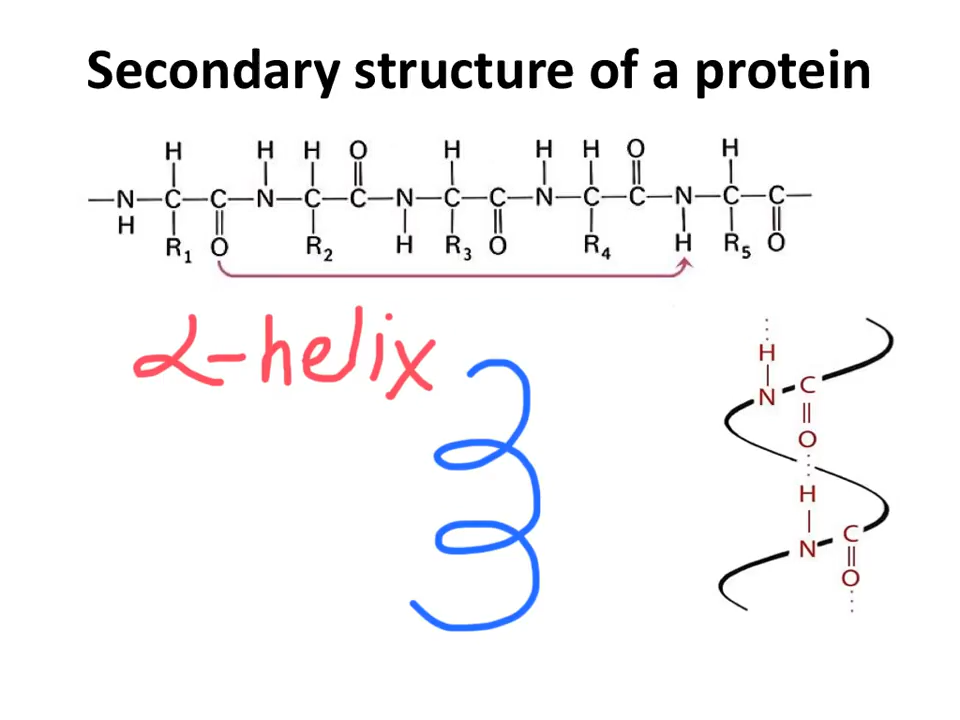 Secondary structure of a protein
H H H O H H H O H
—N—C—C—N—C—C—N—C—C—N—C—C—N—C—C—
H R1 O R2 H R3 O R4 H R5 O
α-helix
H
N C
O
H
N C
O